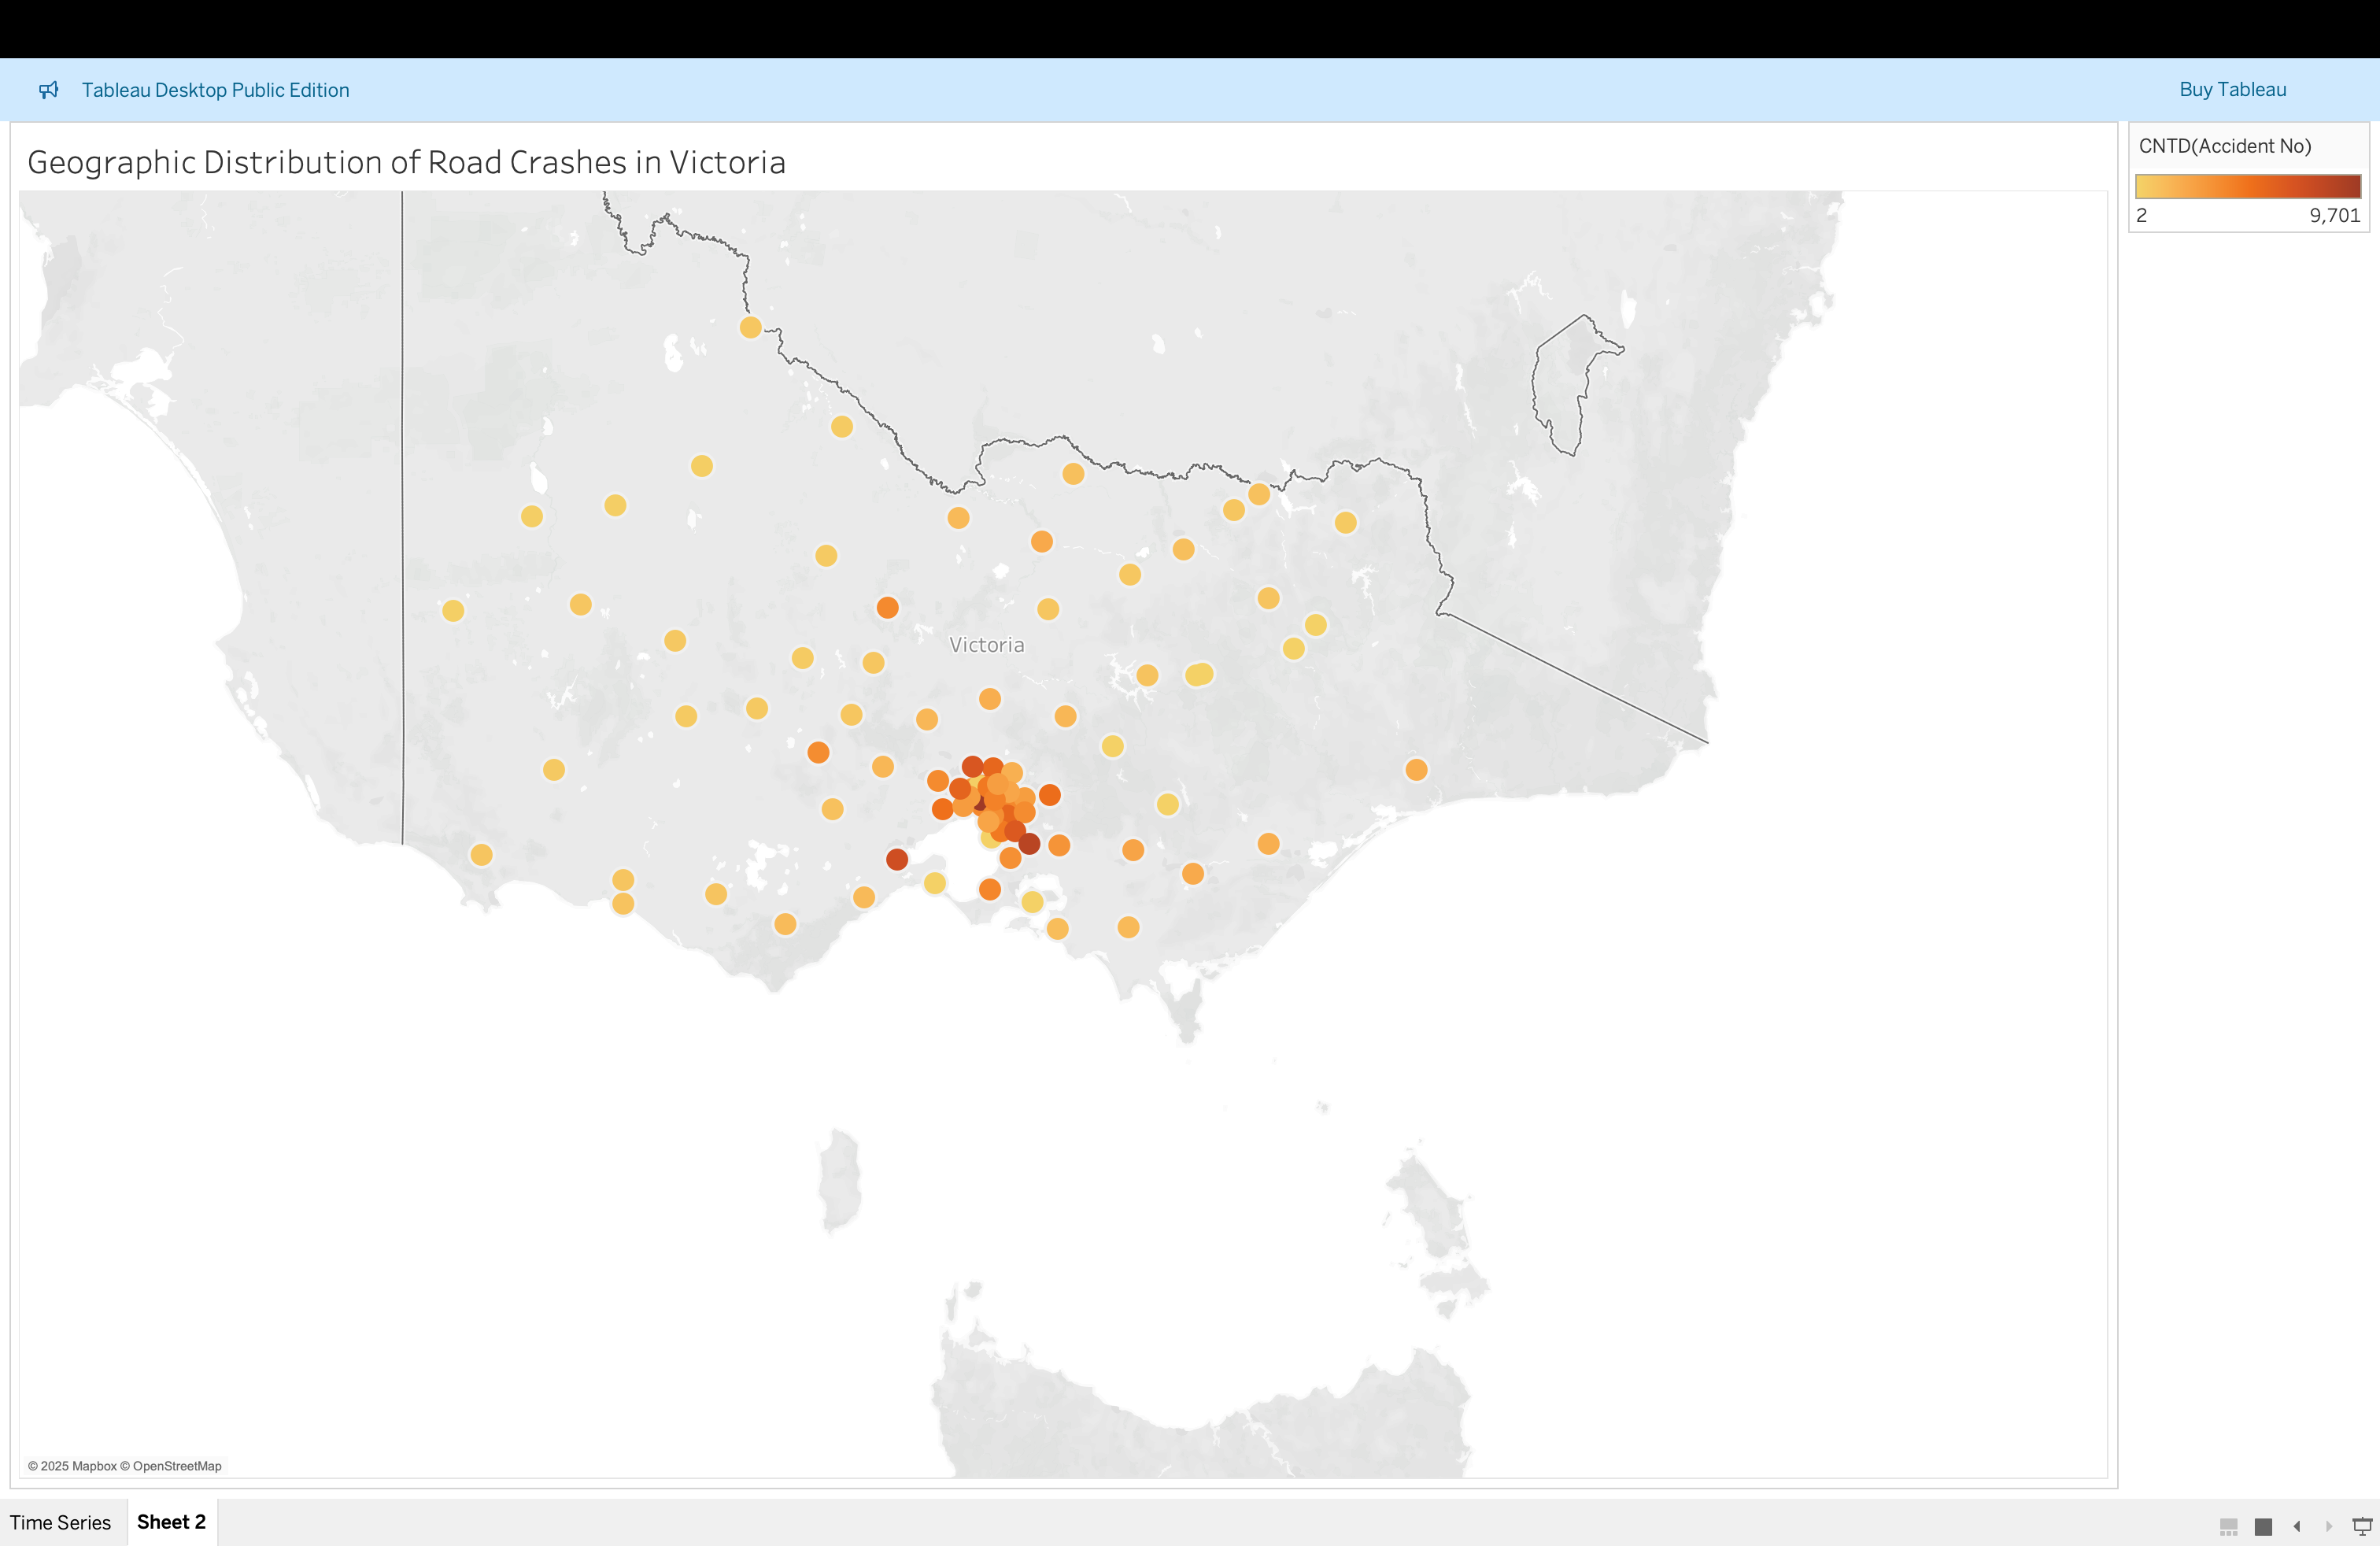 Tableau Desktop Public Edition
Buy Tableau
Geographic Distribution of Road Crashes in Victoria
CNTD(Accident No)
2 9,701
Victoria
© 2025 Mapbox © OpenStreetMap
Time Series Sheet 2